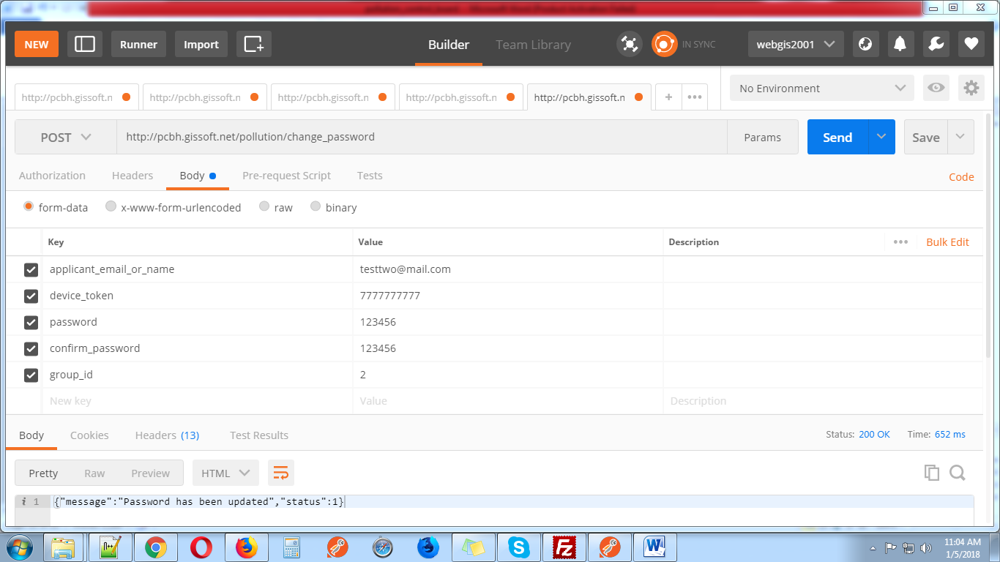 NEW Runner Import Builder Team Library IN SYNC webgis2001
http://pcbh.gissoft.n http://pcbh.gissoft.n http://pcbh.gissoft.n http://pcbh.gissoft.n http://pcbh.gissoft.n + ••• No Environment
POST http://pcbh.gissoft.net/pollution/change_password Params Send Save
Authorization Headers Body Pre-request Script Tests Code
form-data x-www-form-urlencoded raw binary
Key Value Description ••• Bulk Edit
applicant_email_or_name testtwo@mail.com
device_token 7777777777
password 123456
confirm_password 123456
group_id 2
New key Value Description
Body Cookies Headers (13) Test Results Status: 200 OK Time: 652 ms
Pretty Raw Preview HTML
i 1 {"message":"Password has been updated","status":1}
11:04 AM
1/5/2018